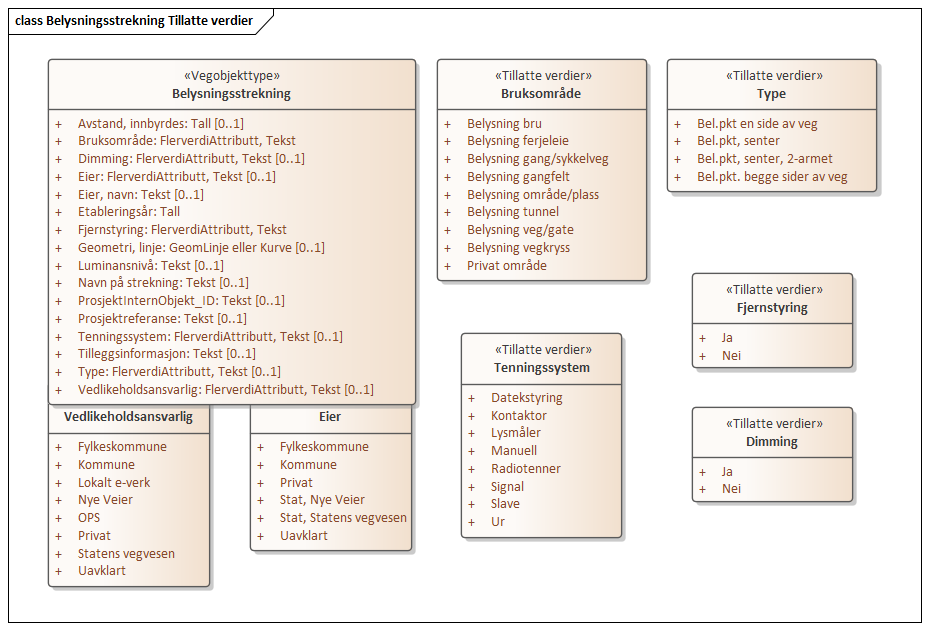 class Belysningsstrekning Tillatte verdier
«Vegobjekttype»
Belysningsstrekning
+ Avstand, innbyrdes: Tall [0..1]
+ Bruksområde: FlerverdiAttributt, Tekst
+ Dimming: FlerverdiAttributt, Tekst [0..1]
+ Eier: FlerverdiAttributt, Tekst [0..1]
+ Eier, navn: Tekst [0..1]
+ Etableringsår: Tall
+ Fjernstyring: FlerverdiAttributt, Tekst
+ Geometri, linje: GeomLinje eller Kurve [0..1]
+ Luminansnivå: Tekst [0..1]
+ Navn på strekning: Tekst [0..1]
+ ProsjektInternObjekt_ID: Tekst [0..1]
+ Prosjektreferanse: Tekst [0..1]
+ Tenningssystem: FlerverdiAttributt, Tekst [0..1]
+ Tilleggsinformasjon: Tekst [0..1]
+ Type: FlerverdiAttributt, Tekst [0..1]
+ Vedlikeholdsansvarlig: FlerverdiAttributt, Tekst [0..1]
«Tillatte verdier»
Bruksområde
+ Belysning bru
+ Belysning ferjeleie
+ Belysning gang/sykkelveg
+ Belysning gangfelt
+ Belysning område/plass
+ Belysning tunnel
+ Belysning veg/gate
+ Belysning vegkryss
+ Privat område
«Tillatte verdier»
Type
+ Bel.pkt en side av veg
+ Bel.pkt, senter
+ Bel.pkt, senter, 2-armet
+ Bel.pkt. begge sider av veg
«Tillatte verdier»
Fjernstyring
+ Ja
+ Nei
«Tillatte verdier»
Tenningssystem
+ Datekstyring
+ Kontaktor
+ Lysmåler
+ Manuell
+ Radiotenner
+ Signal
+ Slave
+ Ur
«Tillatte verdier»
Dimming
+ Ja
+ Nei
Vedlikeholdsansvarlig
+ Fylkeskommune
+ Kommune
+ Lokalt e-verk
+ Nye Veier
+ OPS
+ Privat
+ Statens vegvesen
+ Uavklart
Eier
+ Fylkeskommune
+ Kommune
+ Privat
+ Stat, Nye Veier
+ Stat, Statens vegvesen
+ Uavklart